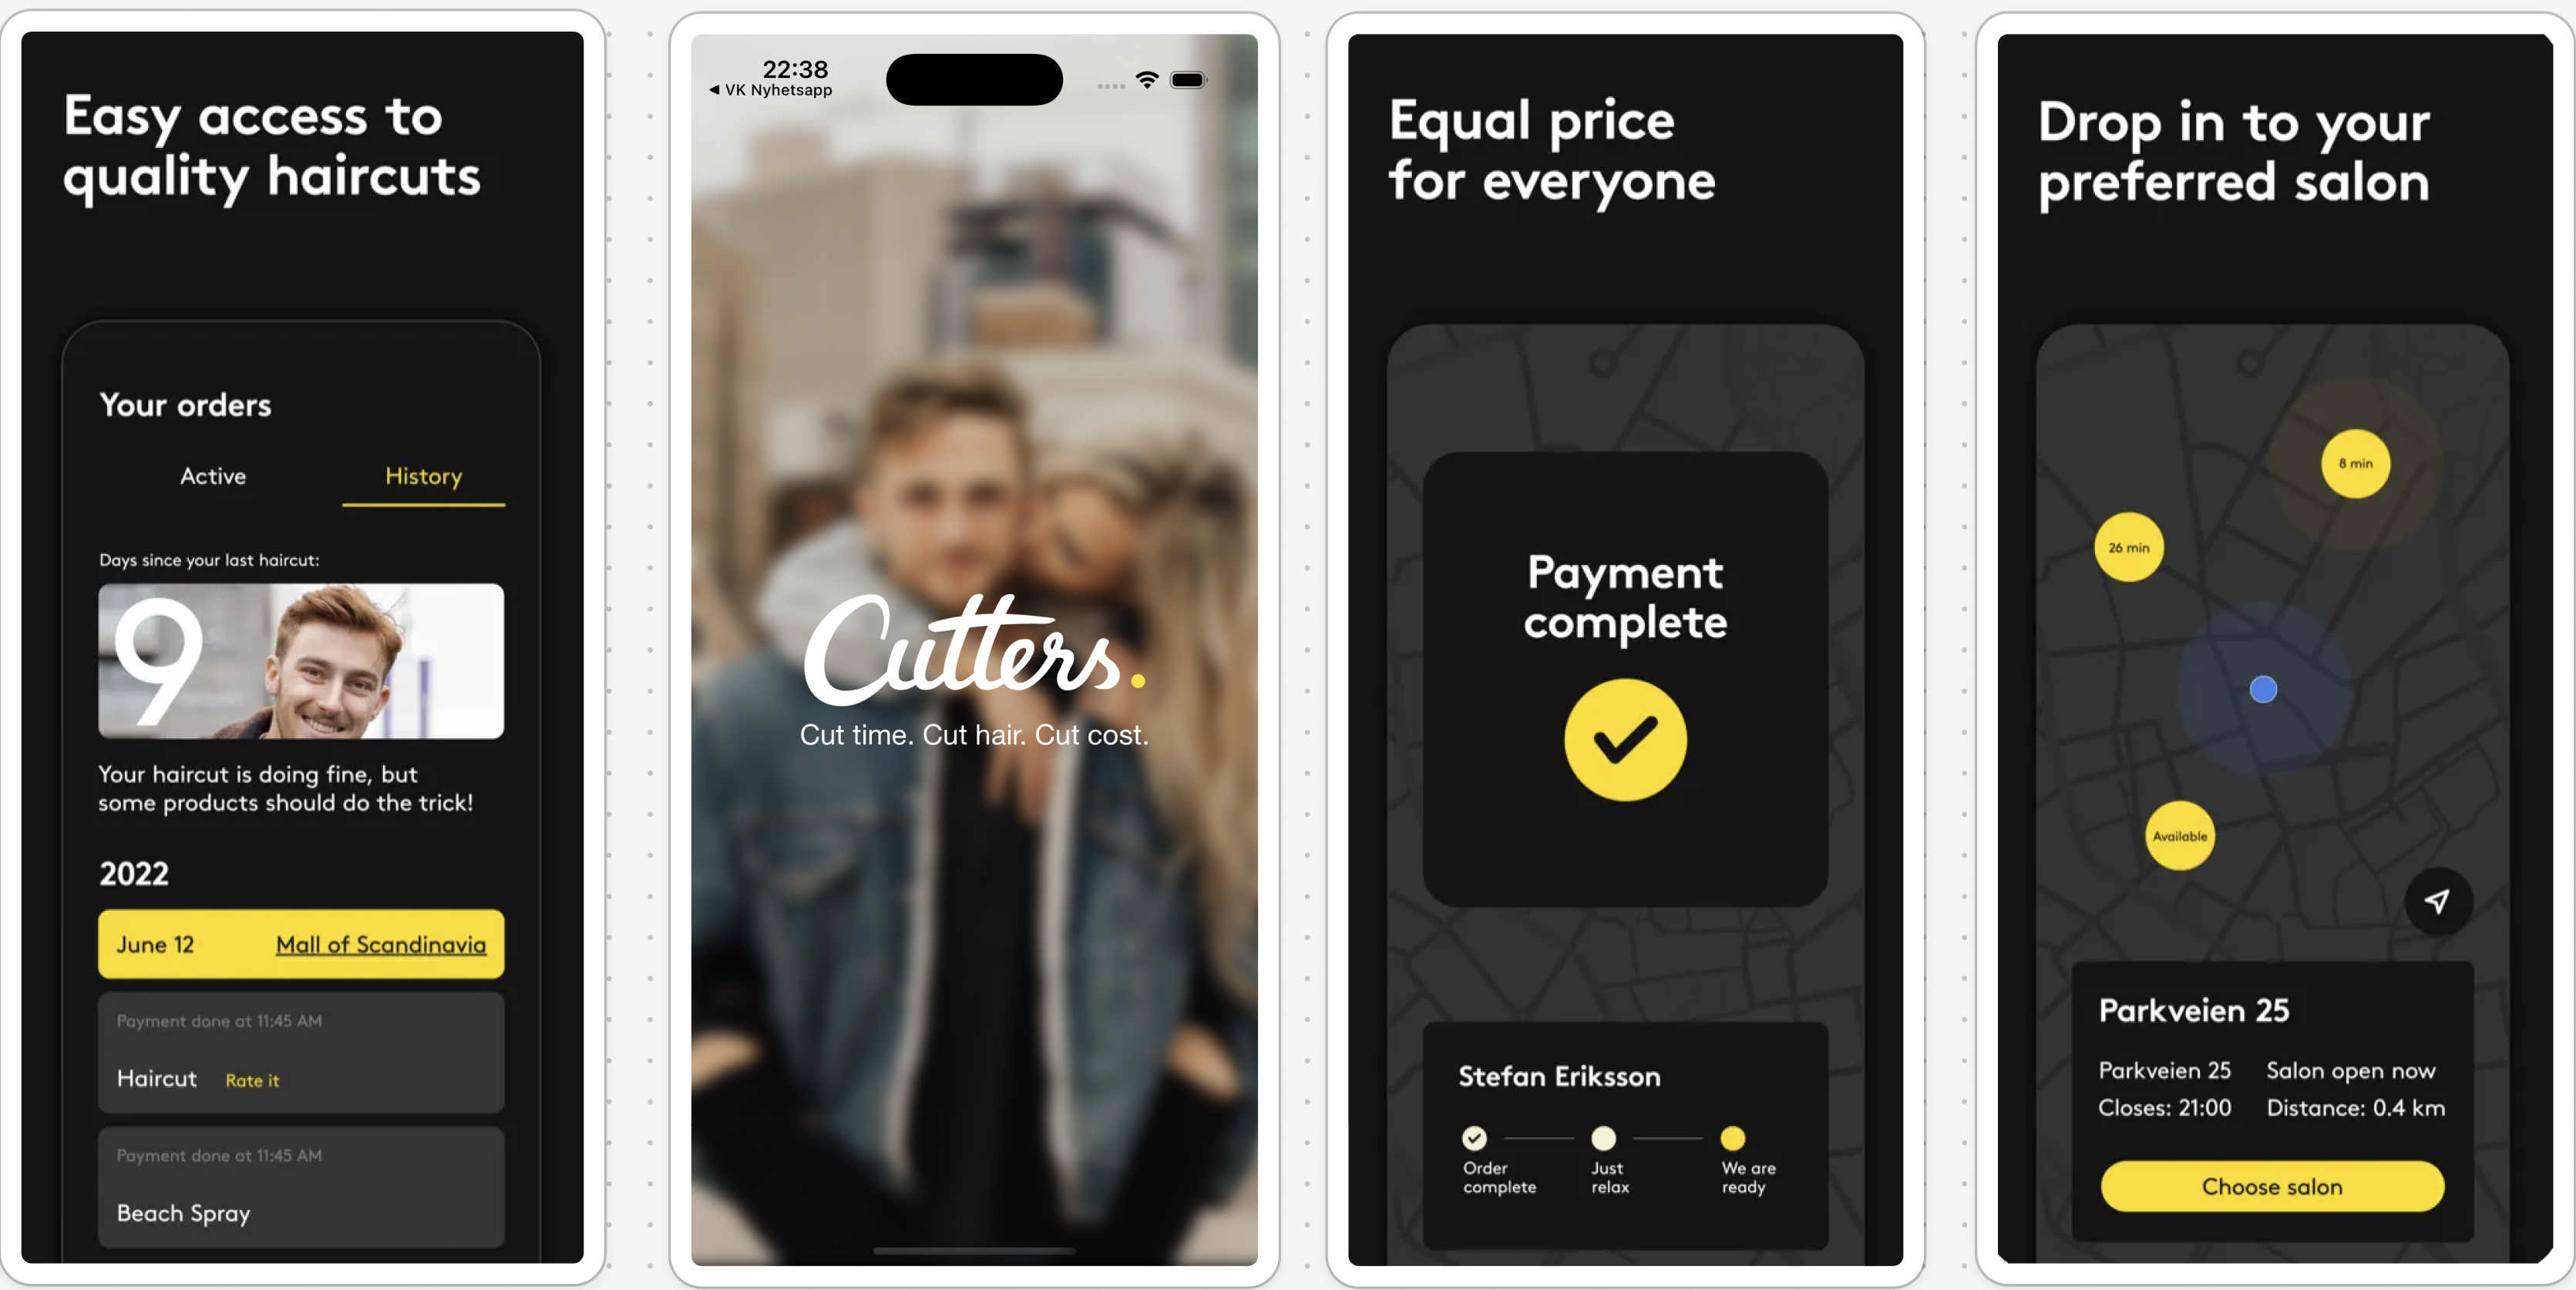 Easy access to
quality haircuts
Your orders
Active
History
Days since your last haircut:
9
Your haircut is doing fine, but
some products should do the trick!
2022
June 12
Mall of Scandinavia
Payment done at 11:45 AM
Haircut
Rate it
Payment done at 11:45 AM
Beach Spray
22:38
◀ VK Nyhetsapp
Cutters.
Cut time. Cut hair. Cut cost.
Equal price
for everyone
Payment
complete
Stefan Eriksson
Order
complete
Just
relax
We are
ready
Drop in to your
preferred salon
8 min
26 min
Available
Parkveien 25
Parkveien 25
Salon open now
Closes: 21:00
Distance: 0.4 km
Choose salon